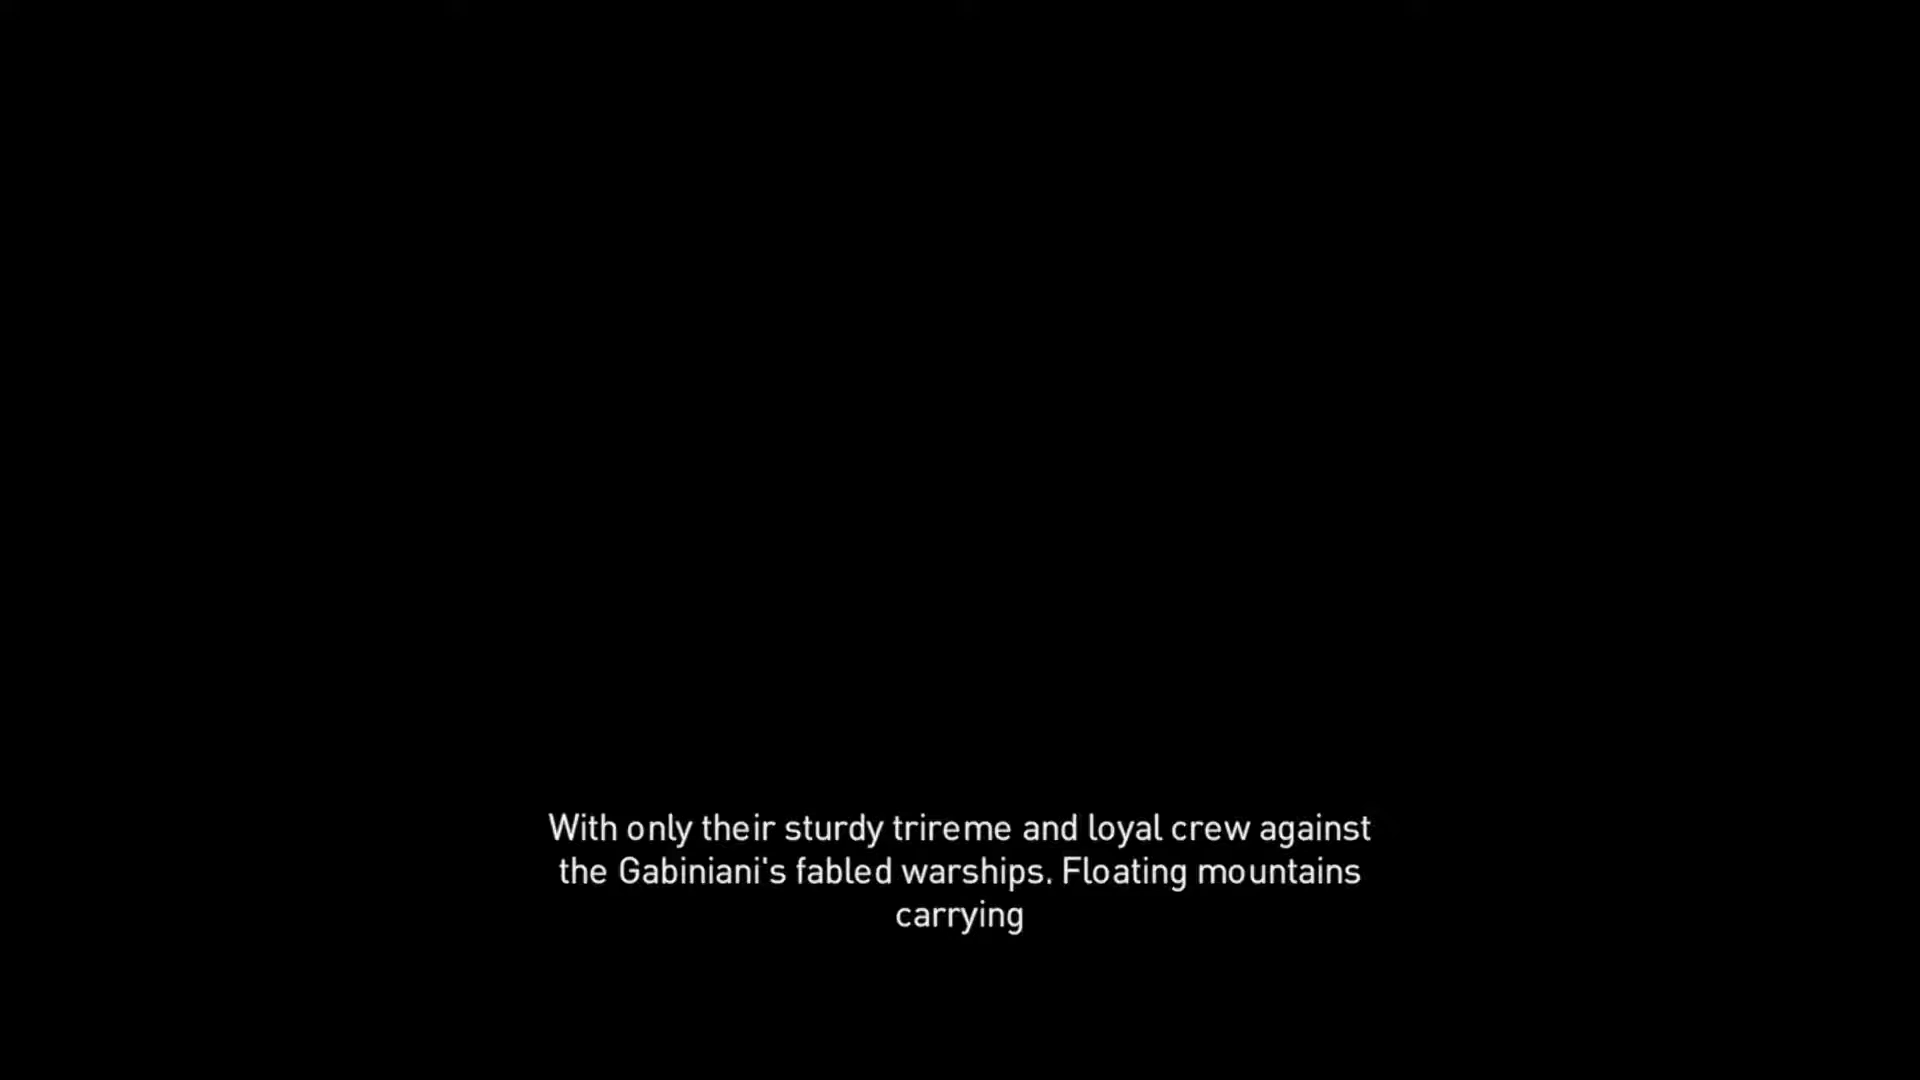 With only their sturdy trireme and loyal crew against
the Gabiniani's fabled warships. Floating mountains
carrying